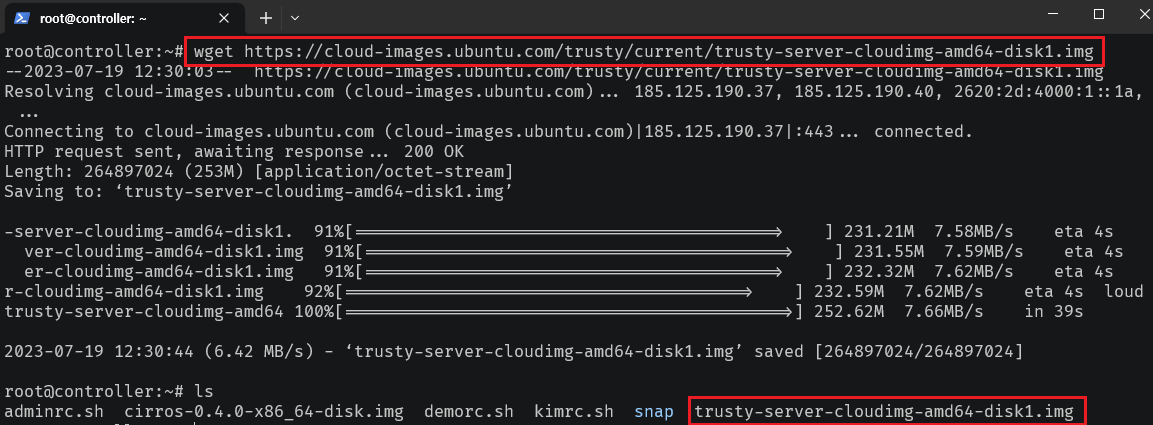 root@controller: ~
root@controller:~# wget https://cloud-images.ubuntu.com/trusty/current/trusty-server-cloudimg-amd64-disk1.img
--2023-07-19 12:30:03-- https://cloud-images.ubuntu.com/trusty/current/trusty-server-cloudimg-amd64-disk1.img
Resolving cloud-images.ubuntu.com (cloud-images.ubuntu.com)... 185.125.190.37, 185.125.190.40, 2620:2d:4000:1::1a,
...
Connecting to cloud-images.ubuntu.com (cloud-images.ubuntu.com)|185.125.190.37|:443... connected.
HTTP request sent, awaiting response... 200 OK
Length: 264897024 (253M) [application/octet-stream]
Saving to: ‘trusty-server-cloudimg-amd64-disk1.img’
-server-cloudimg-amd64-disk1. 91%[==========================================> ] 231.21M 7.58MB/s eta 4s
ver-cloudimg-amd64-disk1.img 91%[==========================================> ] 231.55M 7.59MB/s eta 4s
er-cloudimg-amd64-disk1.img 91%[==========================================> ] 232.32M 7.62MB/s eta 4s
r-cloudimg-amd64-disk1.img 92%[========================================> ] 232.59M 7.62MB/s eta 4s loud
trusty-server-cloudimg-amd64 100%[=============================================>] 252.62M 7.66MB/s in 39s
2023-07-19 12:30:44 (6.42 MB/s) - ‘trusty-server-cloudimg-amd64-disk1.img’ saved [264897024/264897024]
root@controller:~# ls
adminrc.sh cirros-0.4.0-x86_64-disk.img demorc.sh kimrc.sh snap trusty-server-cloudimg-amd64-disk1.img